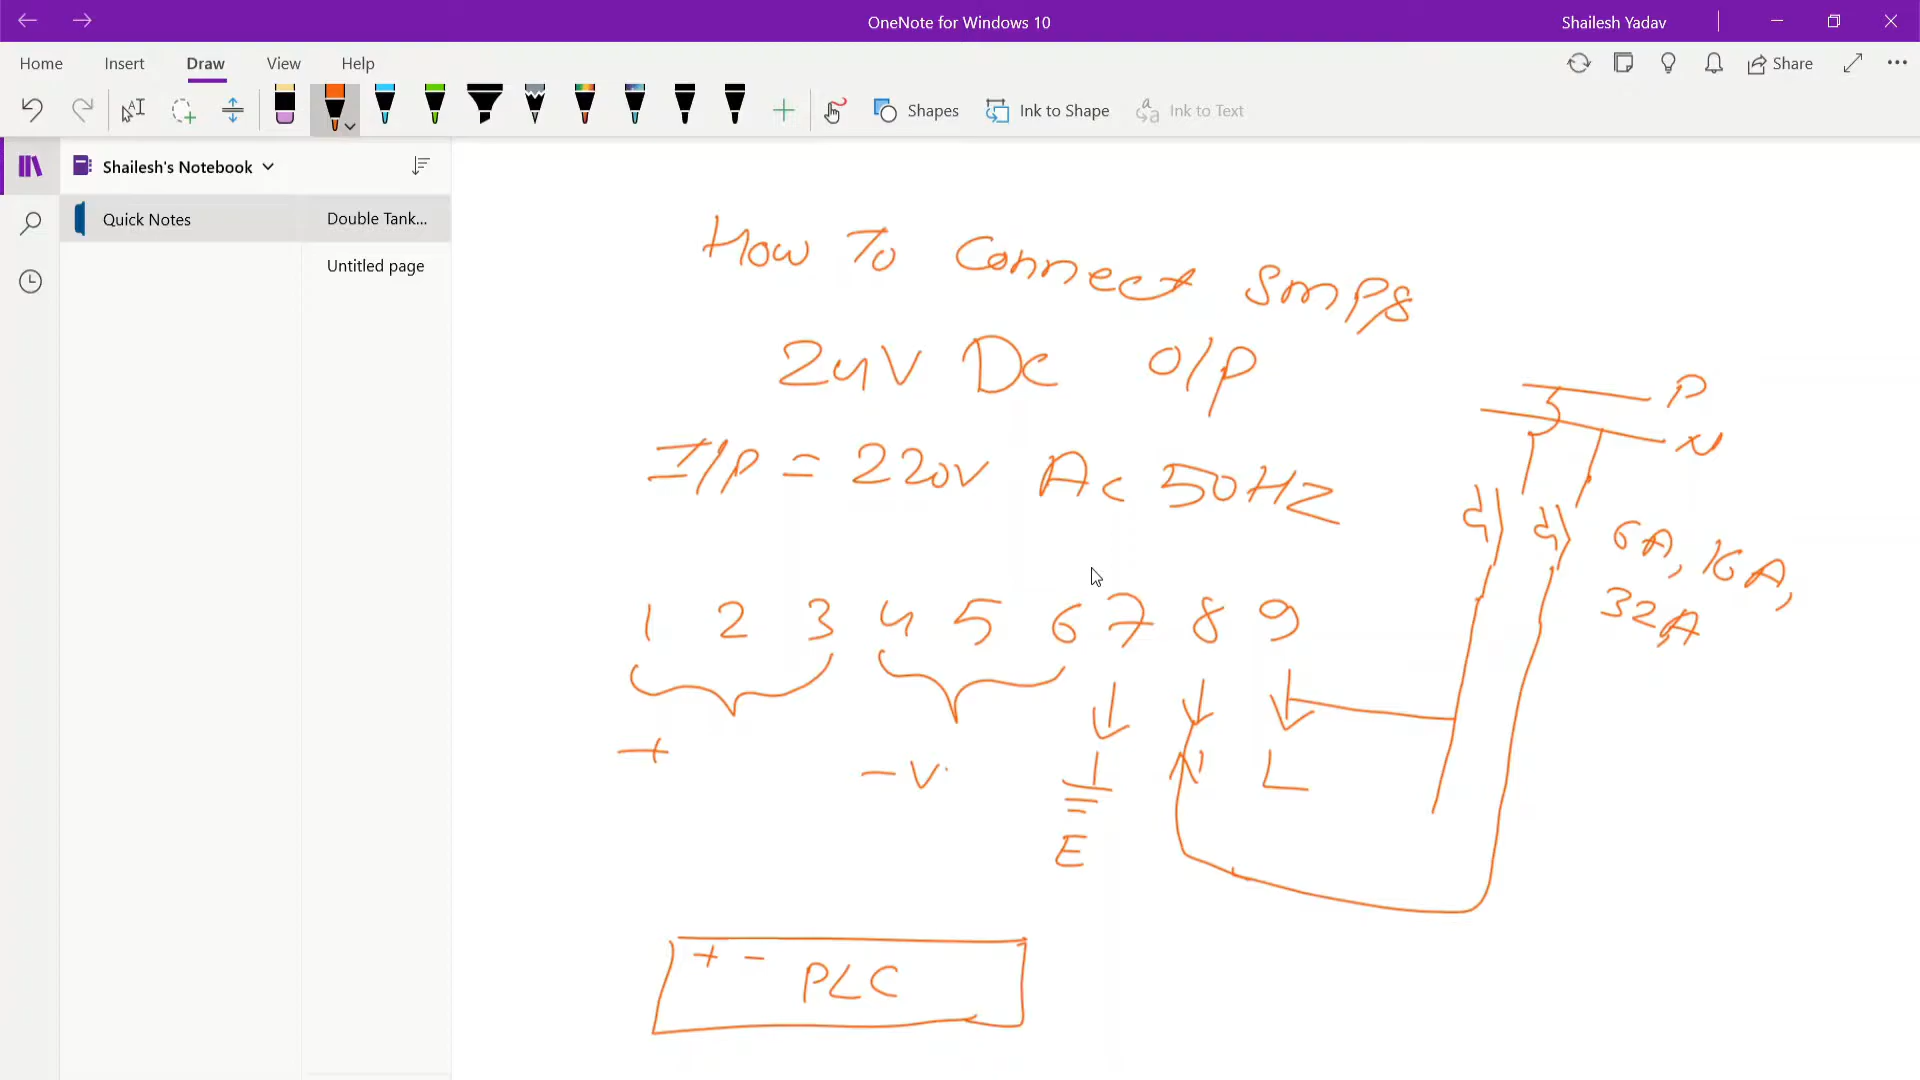 OneNote for Windows 10
Shailesh Yadav
Home Insert Draw View Help
Share
Shapes
Ink to Shape
Ink to Text
Shailesh's Notebook
Quick Notes
Double Tank...
Untitled page
How To Connect Smps
24V Dc O/P
I/P = 220V Ac 50HZ
P
N
6A, 16A,
32A
1 2 3 4 5 6 7 8 9
+
-V
N
L
E
+ - PLC